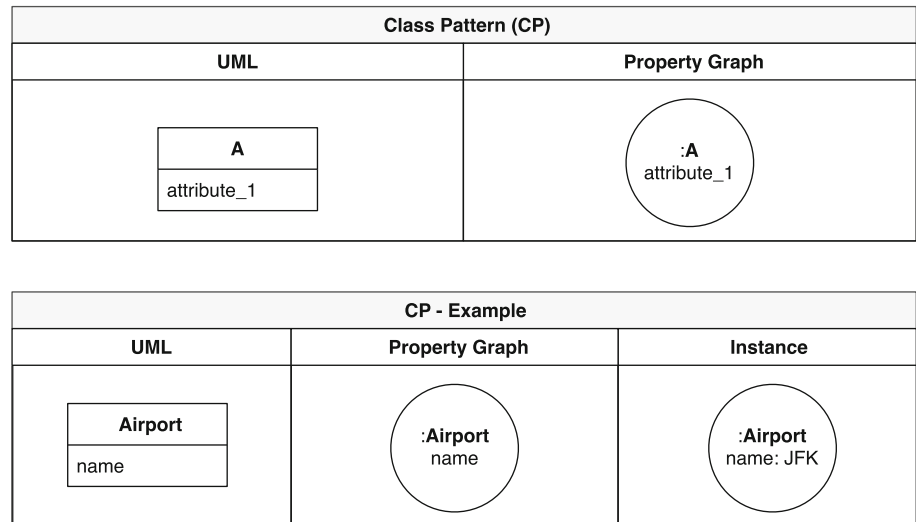 Class Pattern (CP)
UML
Property Graph
A
attribute_1
:A
attribute_1
CP - Example
UML
Property Graph
Instance
Airport
name
:Airport
name
:Airport
name: JFK